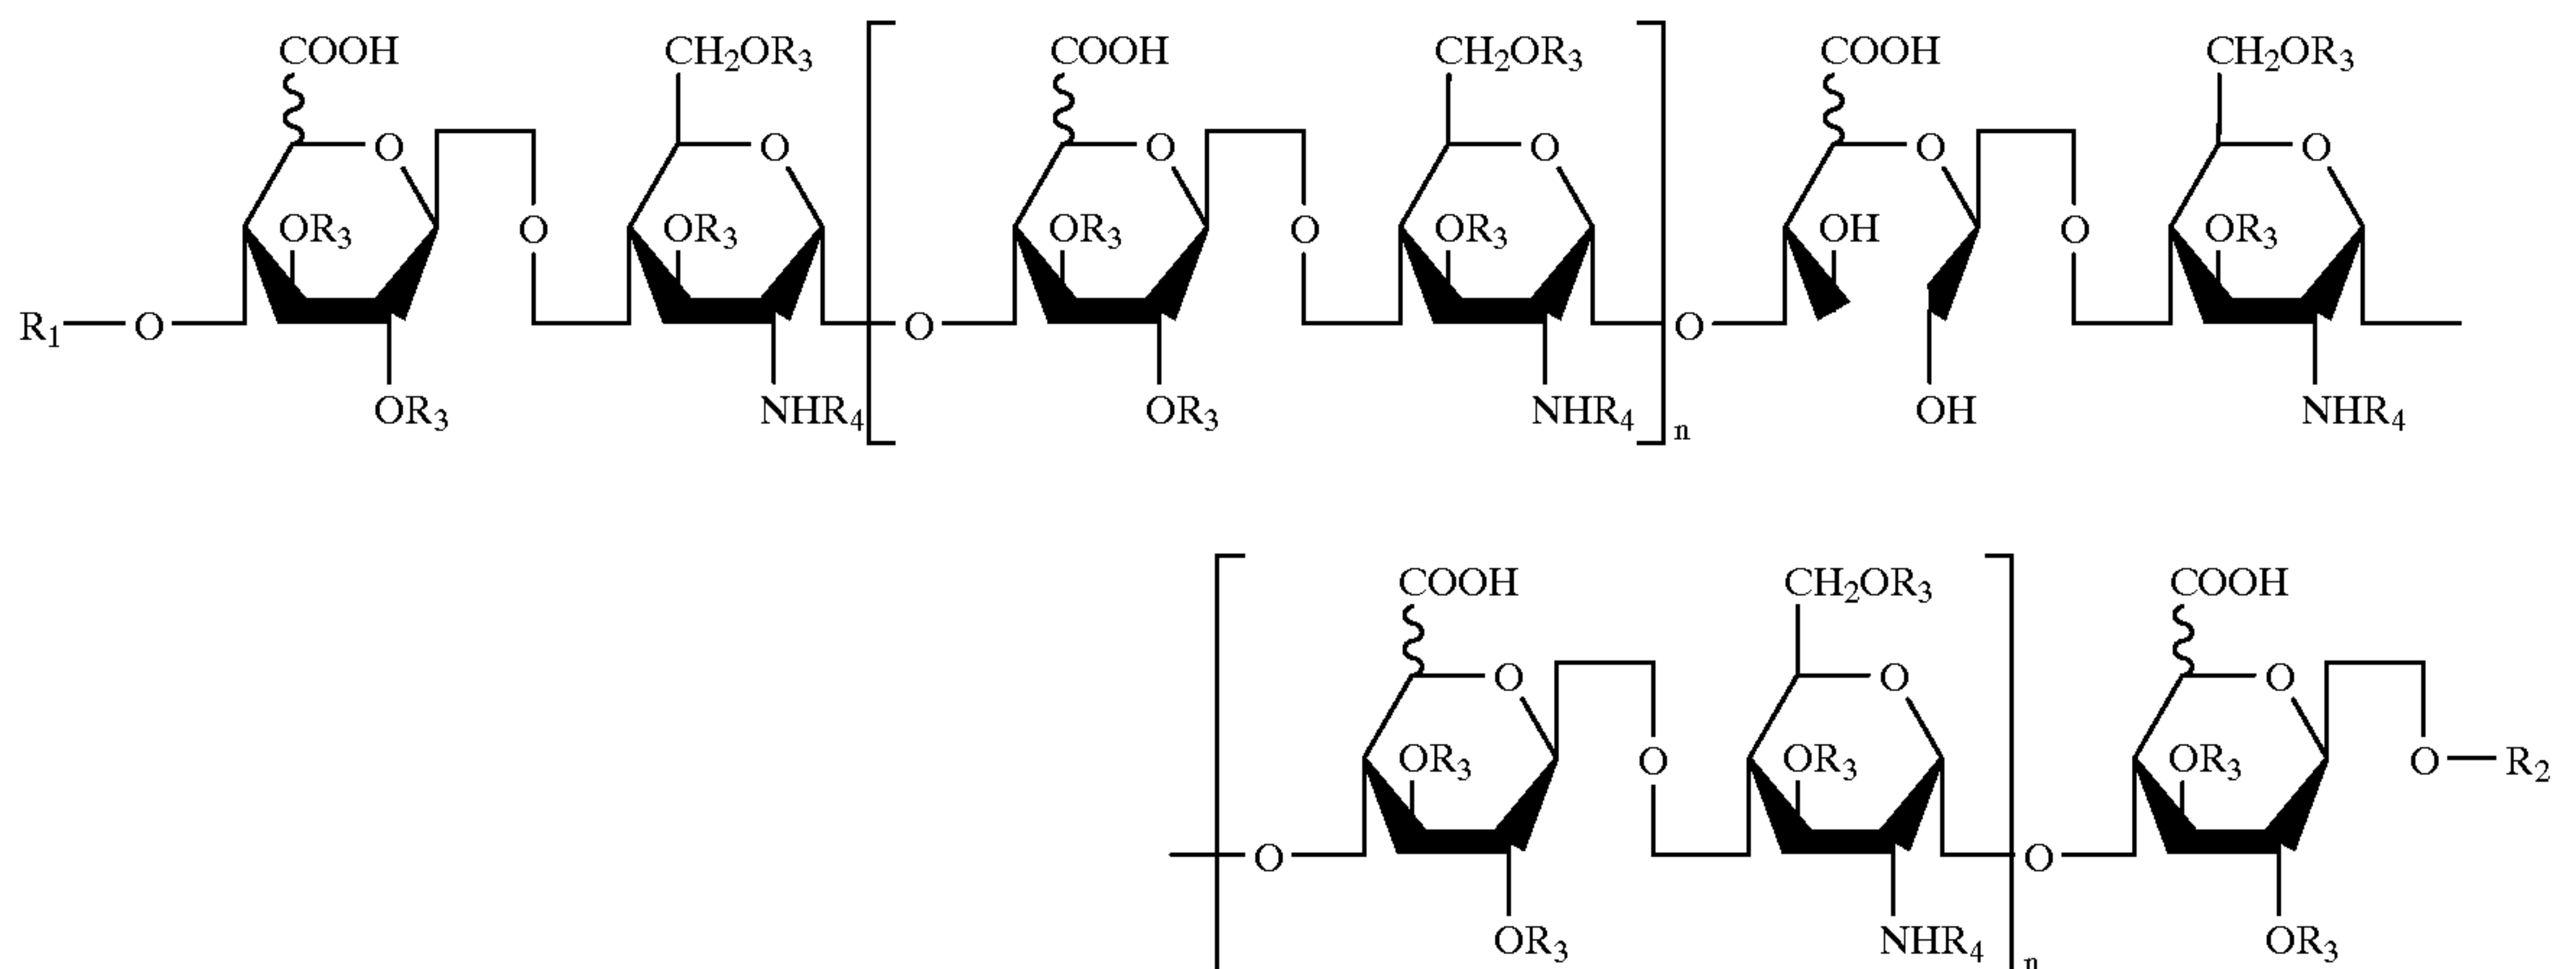 COOH CH₂OR₃ COOH CH₂OR₃ COOH CH₂OR₃
O O O O O O
OR₃ O OR₃ OR₃ O OR₃ OH O OR₃
R₁ O O O
OR₃ NHR₄ OR₃ NHR₄ OH NHR₄
n
COOH CH₂OR₃ COOH
O O O
OR₃ O OR₃ OR₃ O R₂
O O
OR₃ NHR₄ OR₃
n